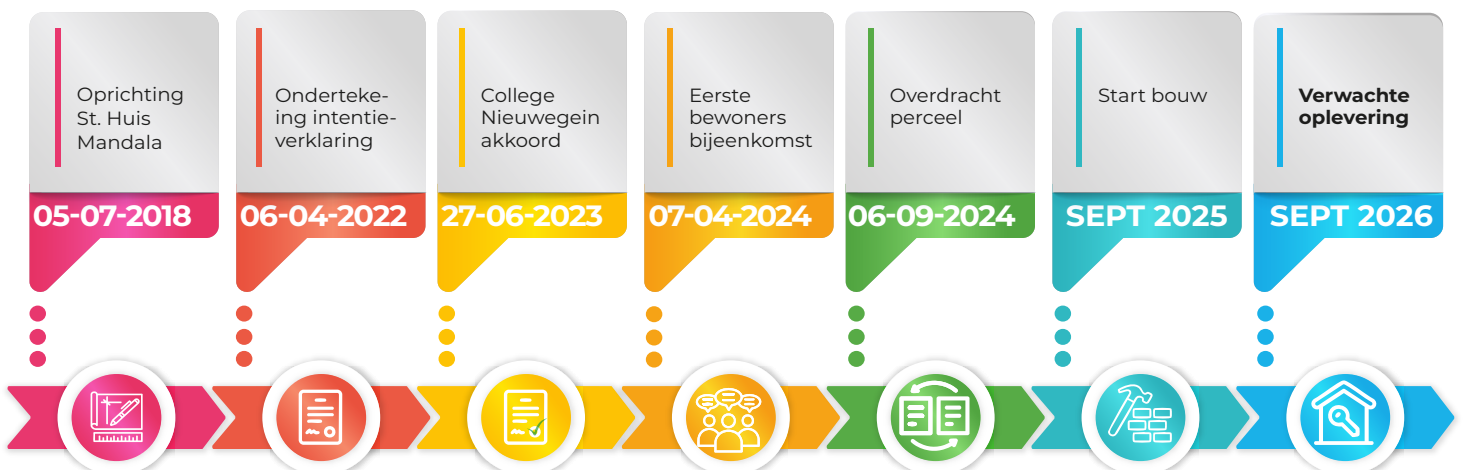 Oprichting
St. Huis
Mandala
05-07-2018
Onderteke-
ing intentie-
verklaring
06-04-2022
College
Nieuwegein
akkoord
27-06-2023
Eerste
bewoners
bijeenkomst
07-04-2024
Overdracht
perceel
06-09-2024
Start bouw
SEPT 2025
Verwachte
oplevering
SEPT 2026